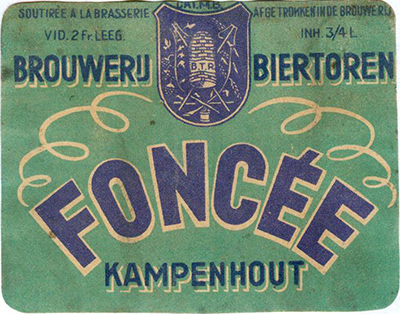 SOUTIRÉE A LA BRASSERIE AFGETROKKEN IN DE BROUWERIJ
VID. 2 Fr. LEEG. INH. 3/4 L.
BROUWERIJ BIERTOREN
B.T.D.
FONCÉE
KAMPENHOUT